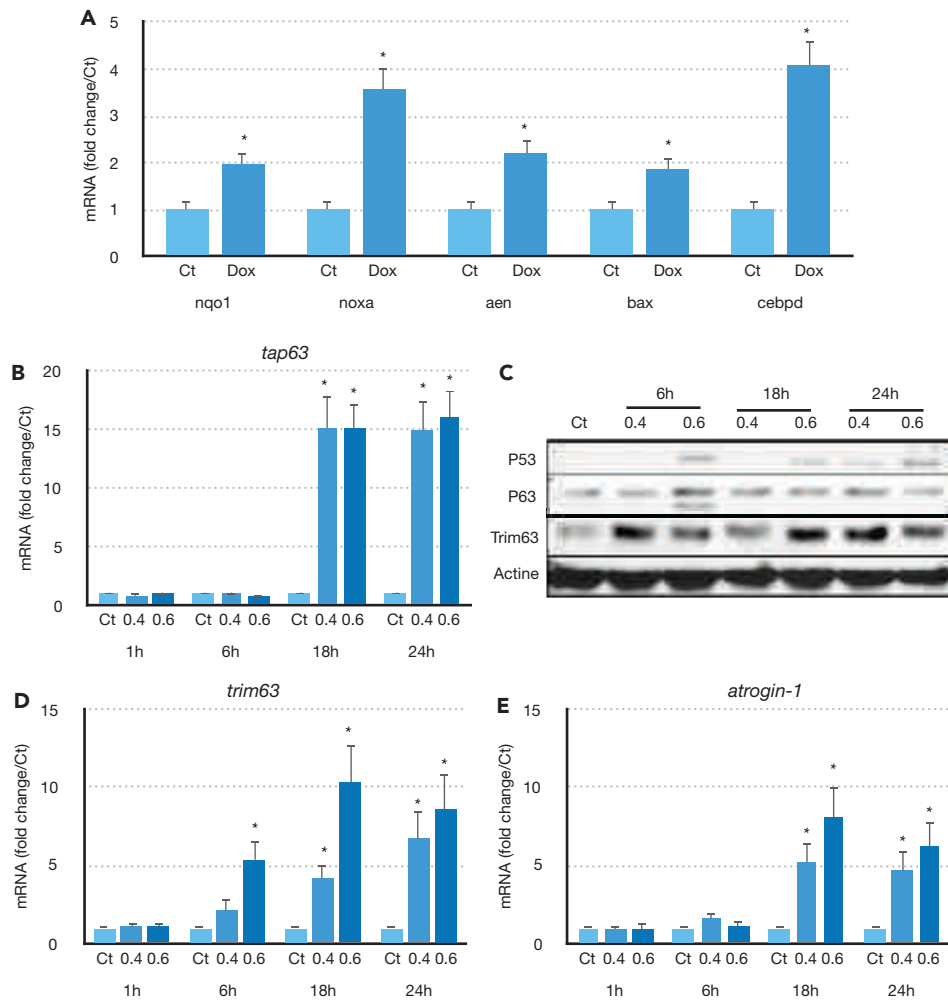 A
mRNA (fold change/Ct)
5
4
3
2
1
0
* * * * *
Ct Dox Ct Dox Ct Dox Ct Dox Ct Dox
nqo1 noxa aen bax cebpd
B
tap63
mRNA (fold change/Ct)
20
15
10
5
0
* * * *
Ct 0.4 0.6 Ct 0.4 0.6 Ct 0.4 0.6 Ct 0.4 0.6
1h 6h 18h 24h
C
6h 18h 24h
Ct 0.4 0.6 0.4 0.6 0.4 0.6
P53
P63
Trim63
Actine
D
trim63
mRNA (fold change/Ct)
15
10
5
0
* * * * *
Ct 0.4 0.6 Ct 0.4 0.6 Ct 0.4 0.6 Ct 0.4 0.6
1h 6h 18h 24h
E
atrogin-1
mRNA (fold change/Ct)
15
10
5
0
* * * *
Ct 0.4 0.6 Ct 0.4 0.6 Ct 0.4 0.6 Ct 0.4 0.6
1h 6h 18h 24h